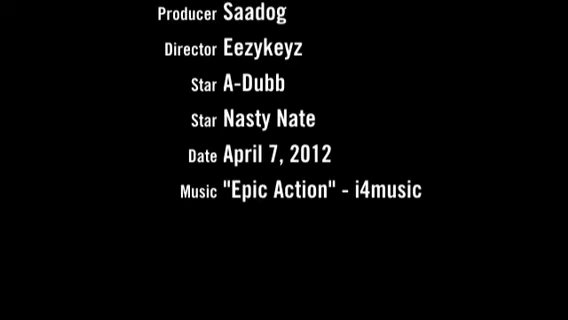 Producer Saadog
Director Eezykeyz
Star A-Dubb
Star Nasty Nate
Date April 7, 2012
Music "Epic Action" - i4music